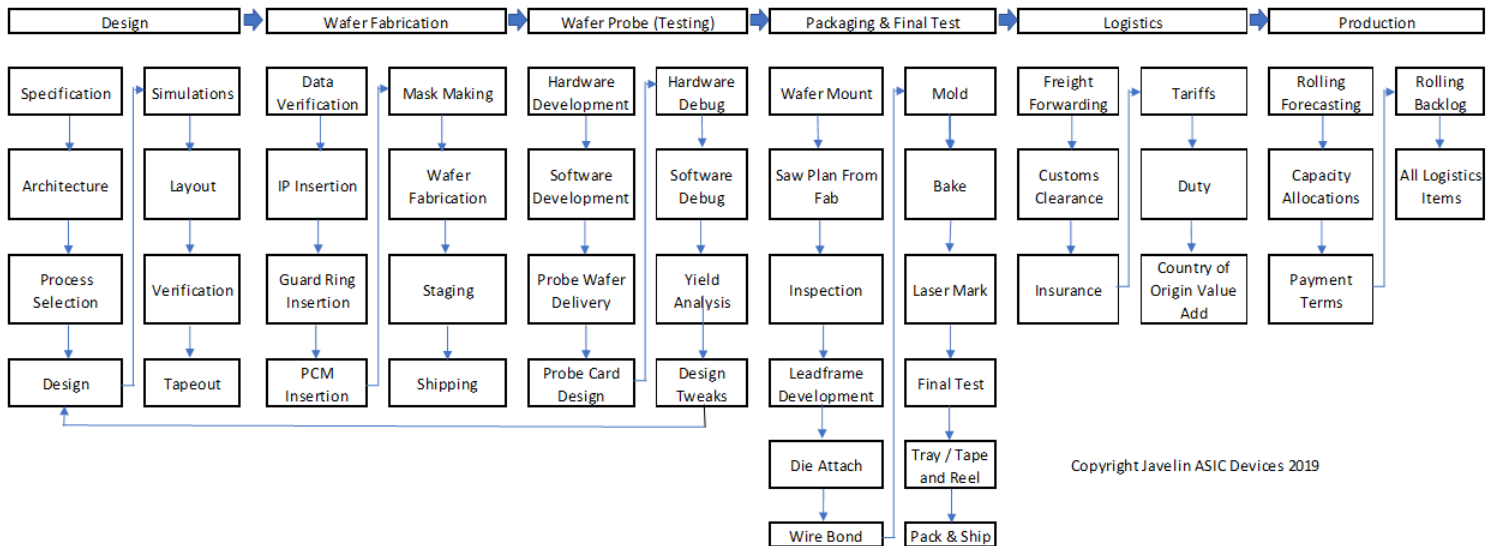 Design
Wafer Fabrication
Wafer Probe (Testing)
Packaging & Final Test
Logistics
Production
Specification
Architecture
Process
Selection
Design
Simulations
Layout
Verification
Tapeout
Data
Verification
IP Insertion
Guard Ring
Insertion
PCM
Insertion
Mask Making
Wafer
Fabrication
Staging
Shipping
Hardware
Development
Software
Development
Probe Wafer
Delivery
Probe Card
Design
Hardware
Debug
Software
Debug
Yield
Analysis
Design
Tweaks
Wafer Mount
Saw Plan From
Fab
Inspection
Leadframe
Development
Die Attach
Wire Bond
Mold
Bake
Laser Mark
Final Test
Tray / Tape
and Reel
Pack & Ship
Freight
Forwarding
Customs
Clearance
Insurance
Tariffs
Duty
Country of
Origin Value
Add
Rolling
Forecasting
Capacity
Allocations
Payment
Terms
Rolling
Backlog
All Logistics
Items
Copyright Javelin ASIC Devices 2019